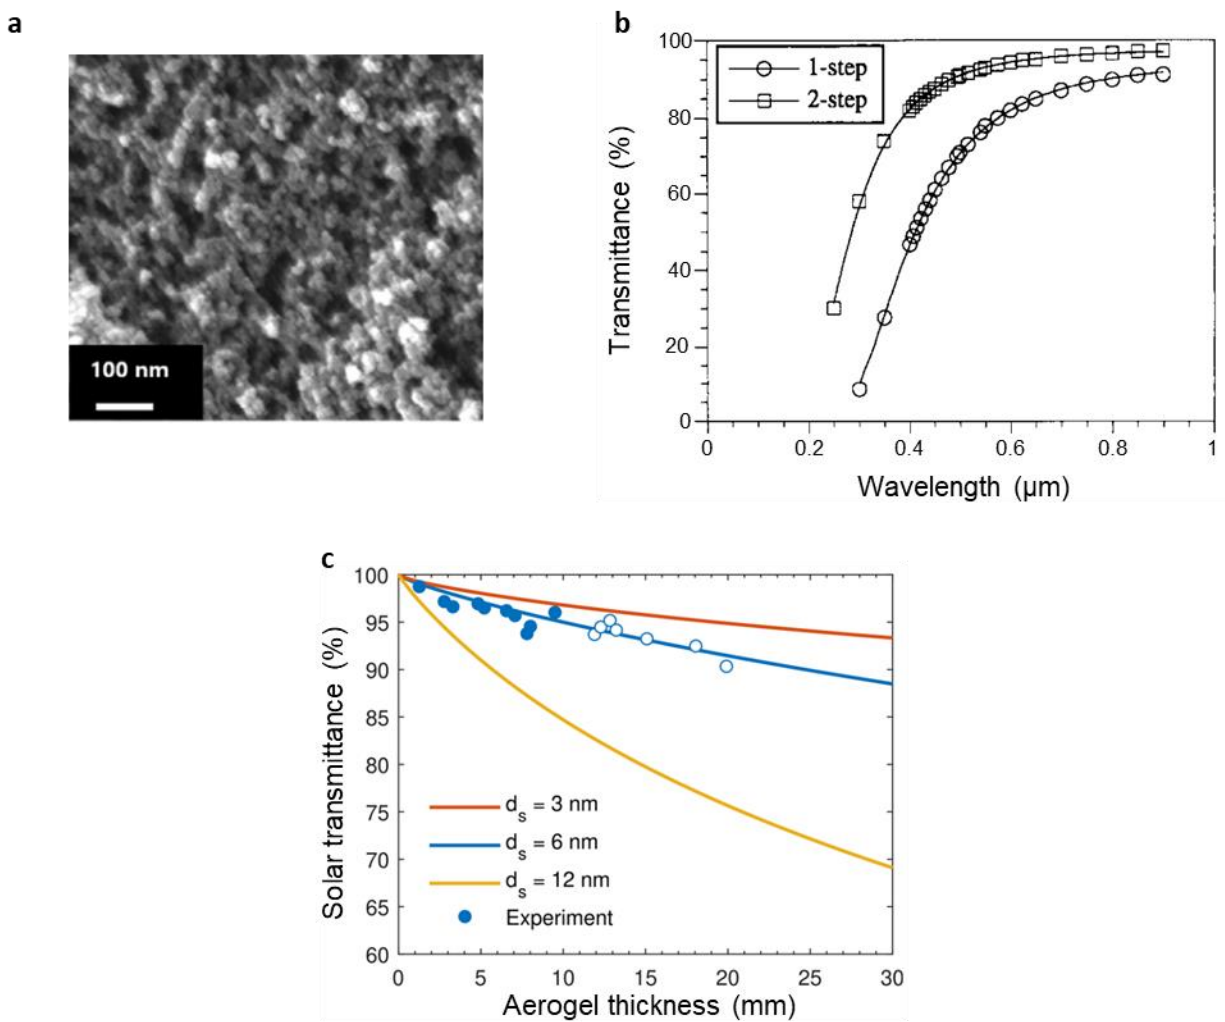 a
100 nm
b
100
80
60
40
20
0
Transmittance (%)
1-step
2-step
0 0.2 0.4 0.6 0.8 1
Wavelength (µm)
c
100
95
90
85
80
75
70
65
60
Solar transmittance (%)
d_s = 3 nm
d_s = 6 nm
d_s = 12 nm
Experiment
0 5 10 15 20 25 30
Aerogel thickness (mm)